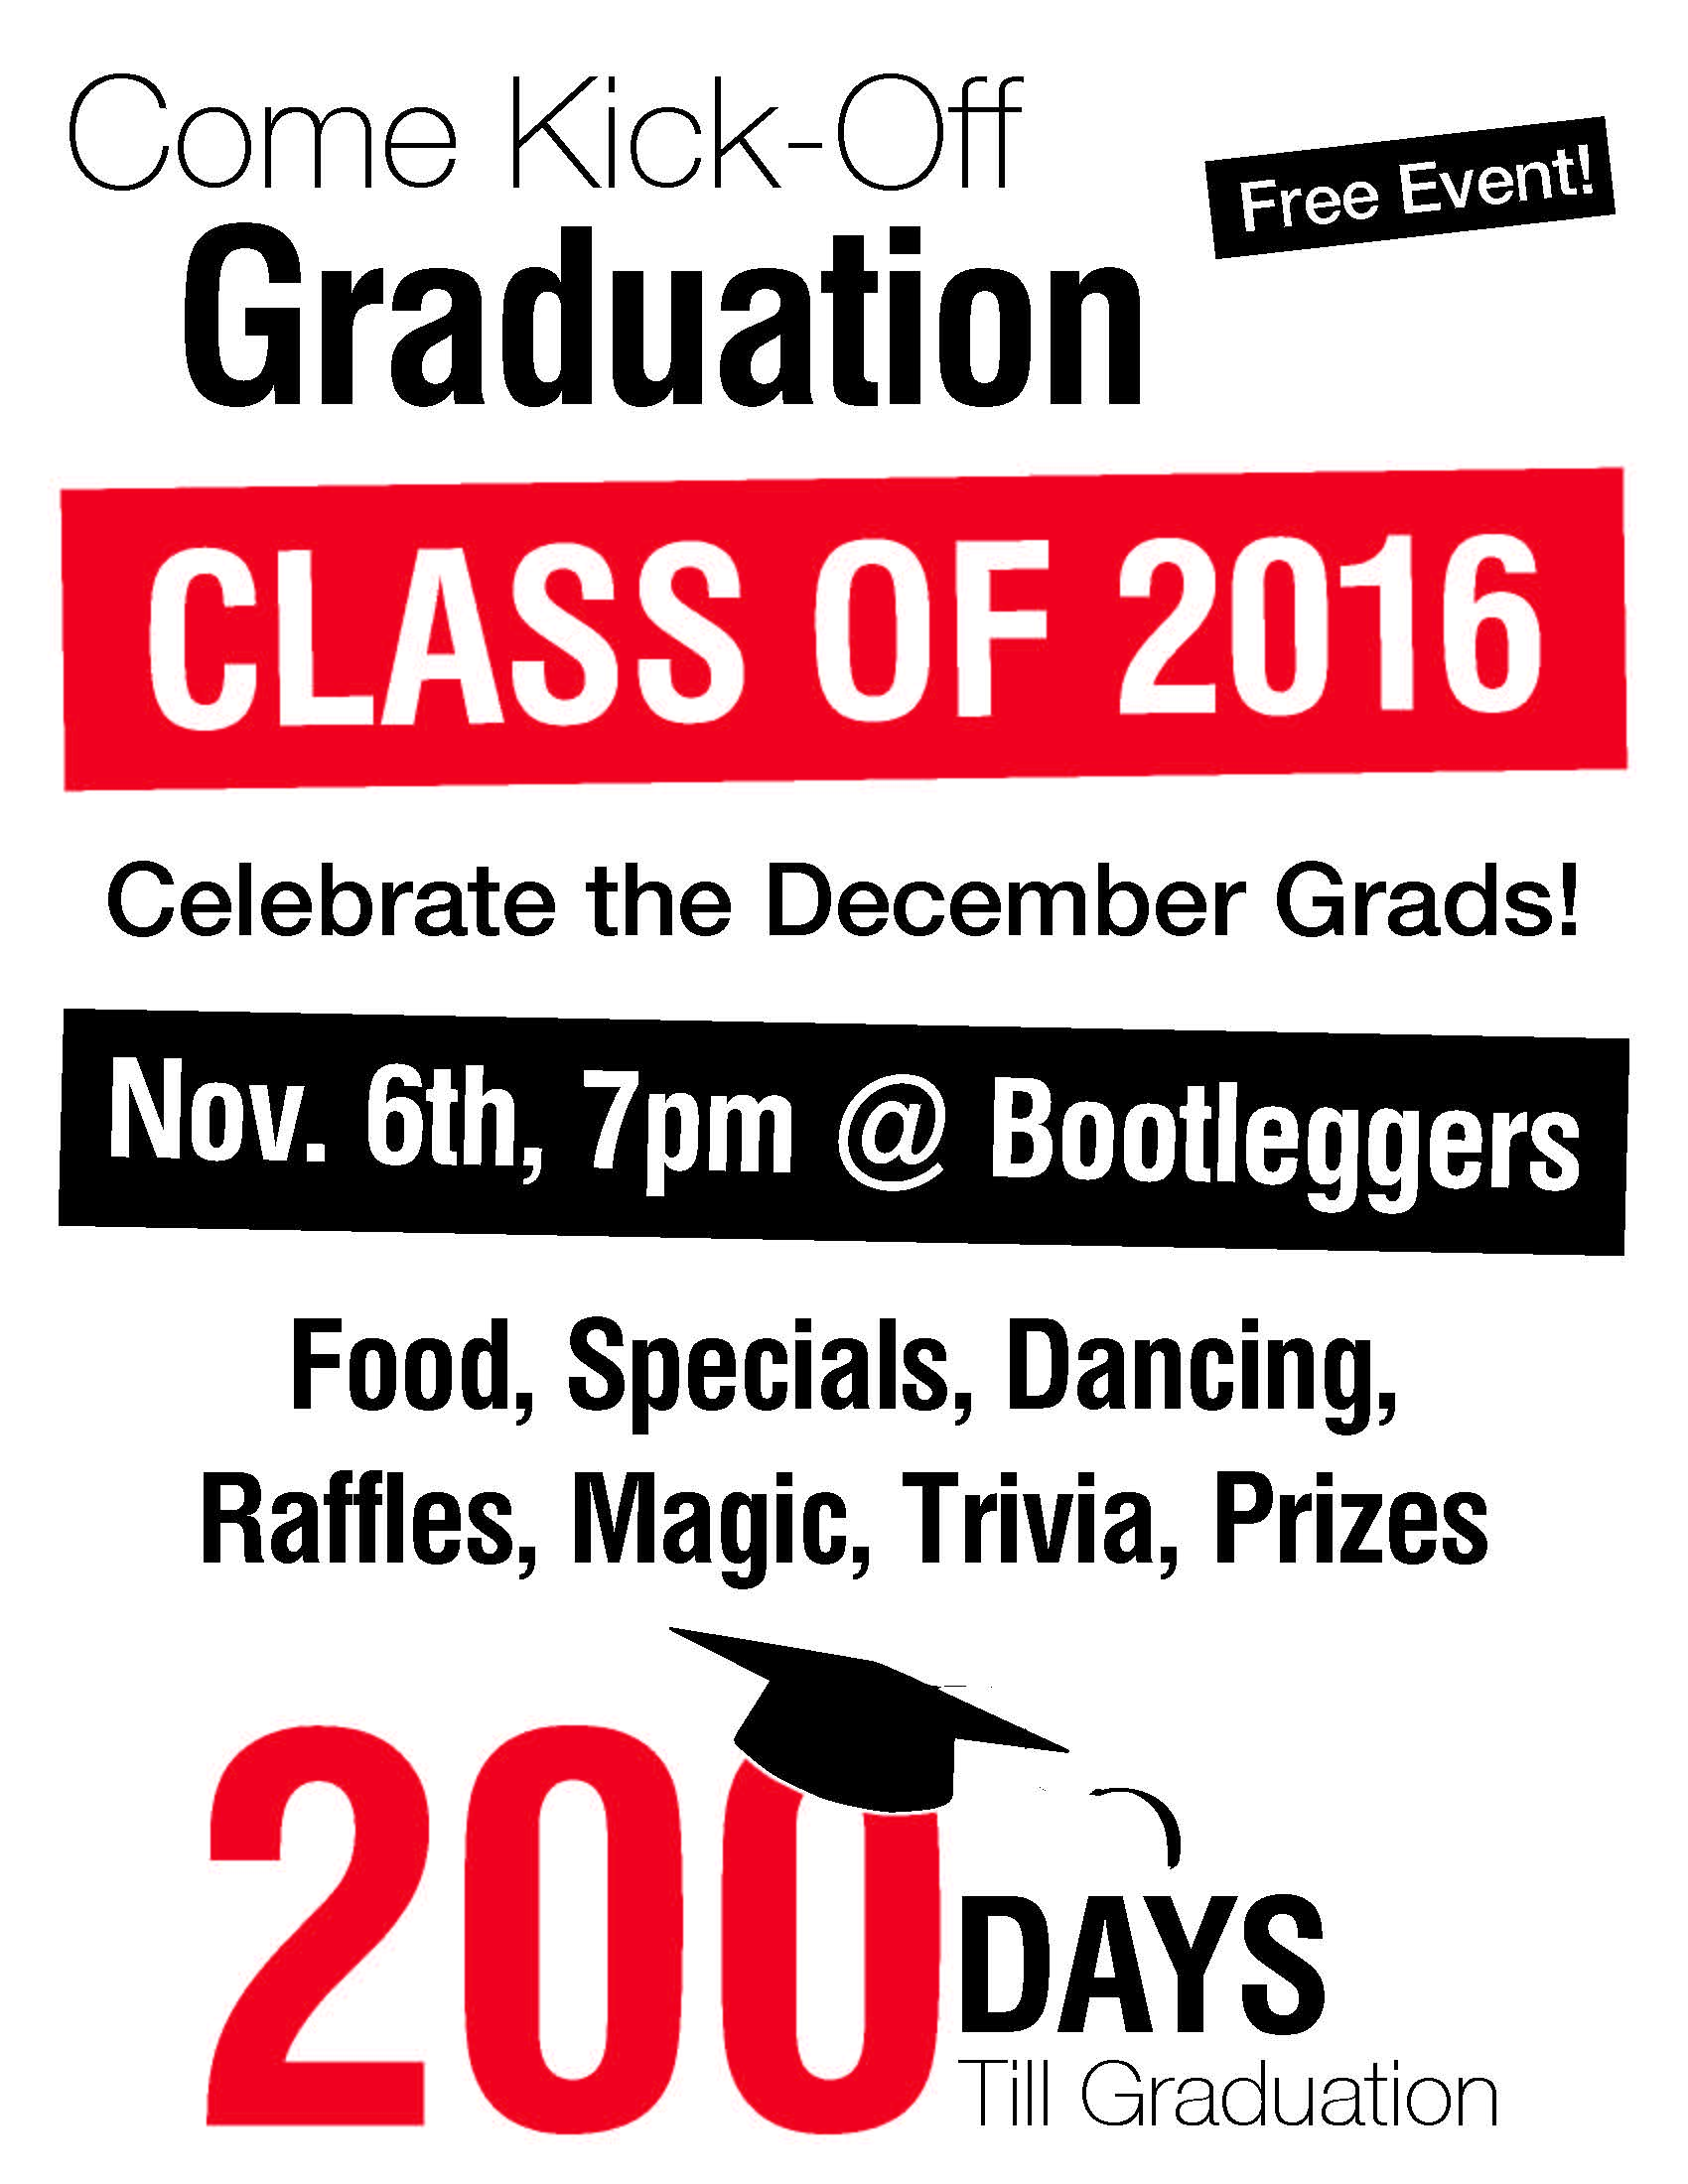 Come Kick-Off
Free Event!
Graduation
CLASS OF 2016
Celebrate the December Grads!
Nov. 6th, 7pm @ Bootleggers
Food, Specials, Dancing,
Raffles, Magic, Trivia, Prizes
200 DAYS
Till Graduation